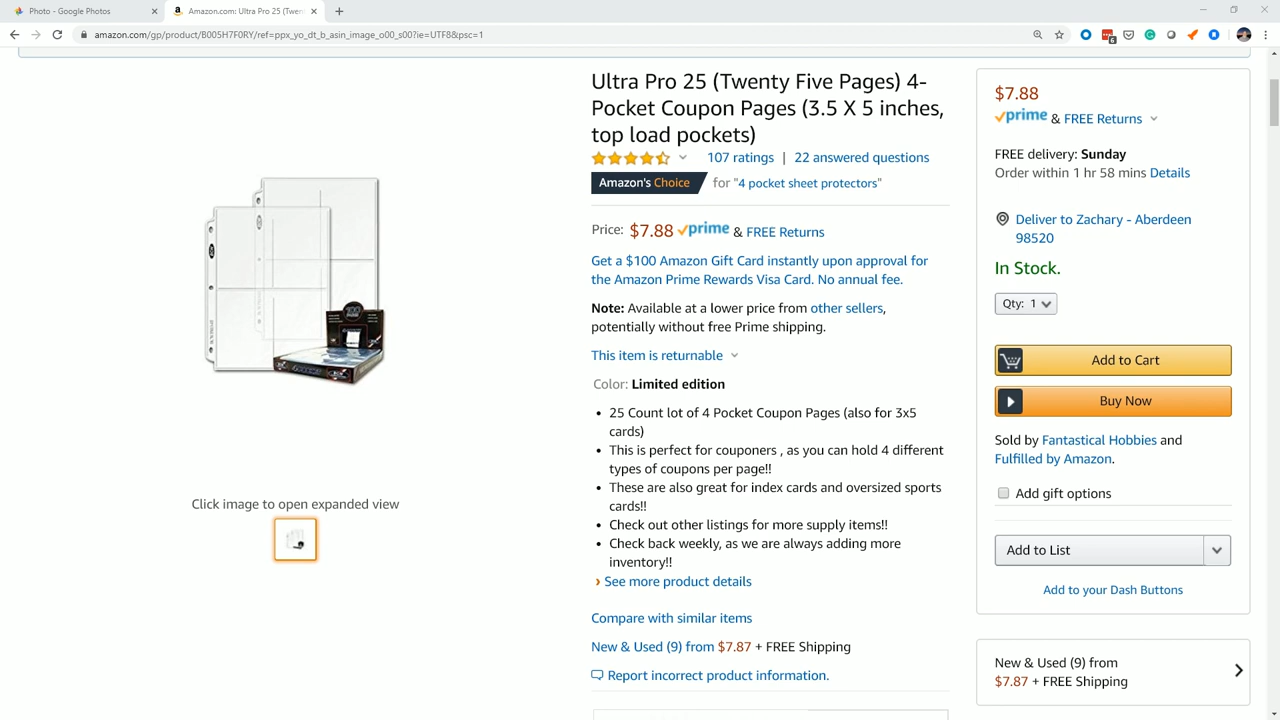 Photo - Google Photos
Amazon.com: Ultra Pro 25 (Twen
amazon.com/gp/product/B005H7F0RY/ref=ppx_yo_dt_b_asin_image_o00_s00?ie=UTF8&psc=1
6
Click image to open expanded view
Ultra Pro 25 (Twenty Five Pages) 4-
Pocket Coupon Pages (3.5 X 5 inches,
top load pockets)
107 ratings | 22 answered questions
Amazon's Choice for "4 pocket sheet protectors"
Price: $7.88 prime & FREE Returns
Get a $100 Amazon Gift Card instantly upon approval for
the Amazon Prime Rewards Visa Card. No annual fee.
Note: Available at a lower price from other sellers,
potentially without free Prime shipping.
This item is returnable
Color: Limited edition
• 25 Count lot of 4 Pocket Coupon Pages (also for 3x5
cards)
• This is perfect for couponers , as you can hold 4 different
types of coupons per page!!
• These are also great for index cards and oversized sports
cards!!
• Check out other listings for more supply items!!
• Check back weekly, as we are always adding more
inventory!!
› See more product details
Compare with similar items
New & Used (9) from $7.87 + FREE Shipping
Report incorrect product information.
$7.88
prime & FREE Returns
FREE delivery: Sunday
Order within 1 hr 58 mins Details
Deliver to Zachary - Aberdeen
98520
In Stock.
Qty: 1
Add to Cart
Buy Now
Sold by Fantastical Hobbies and
Fulfilled by Amazon.
Add gift options
Add to List
Add to your Dash Buttons
New & Used (9) from
$7.87 + FREE Shipping